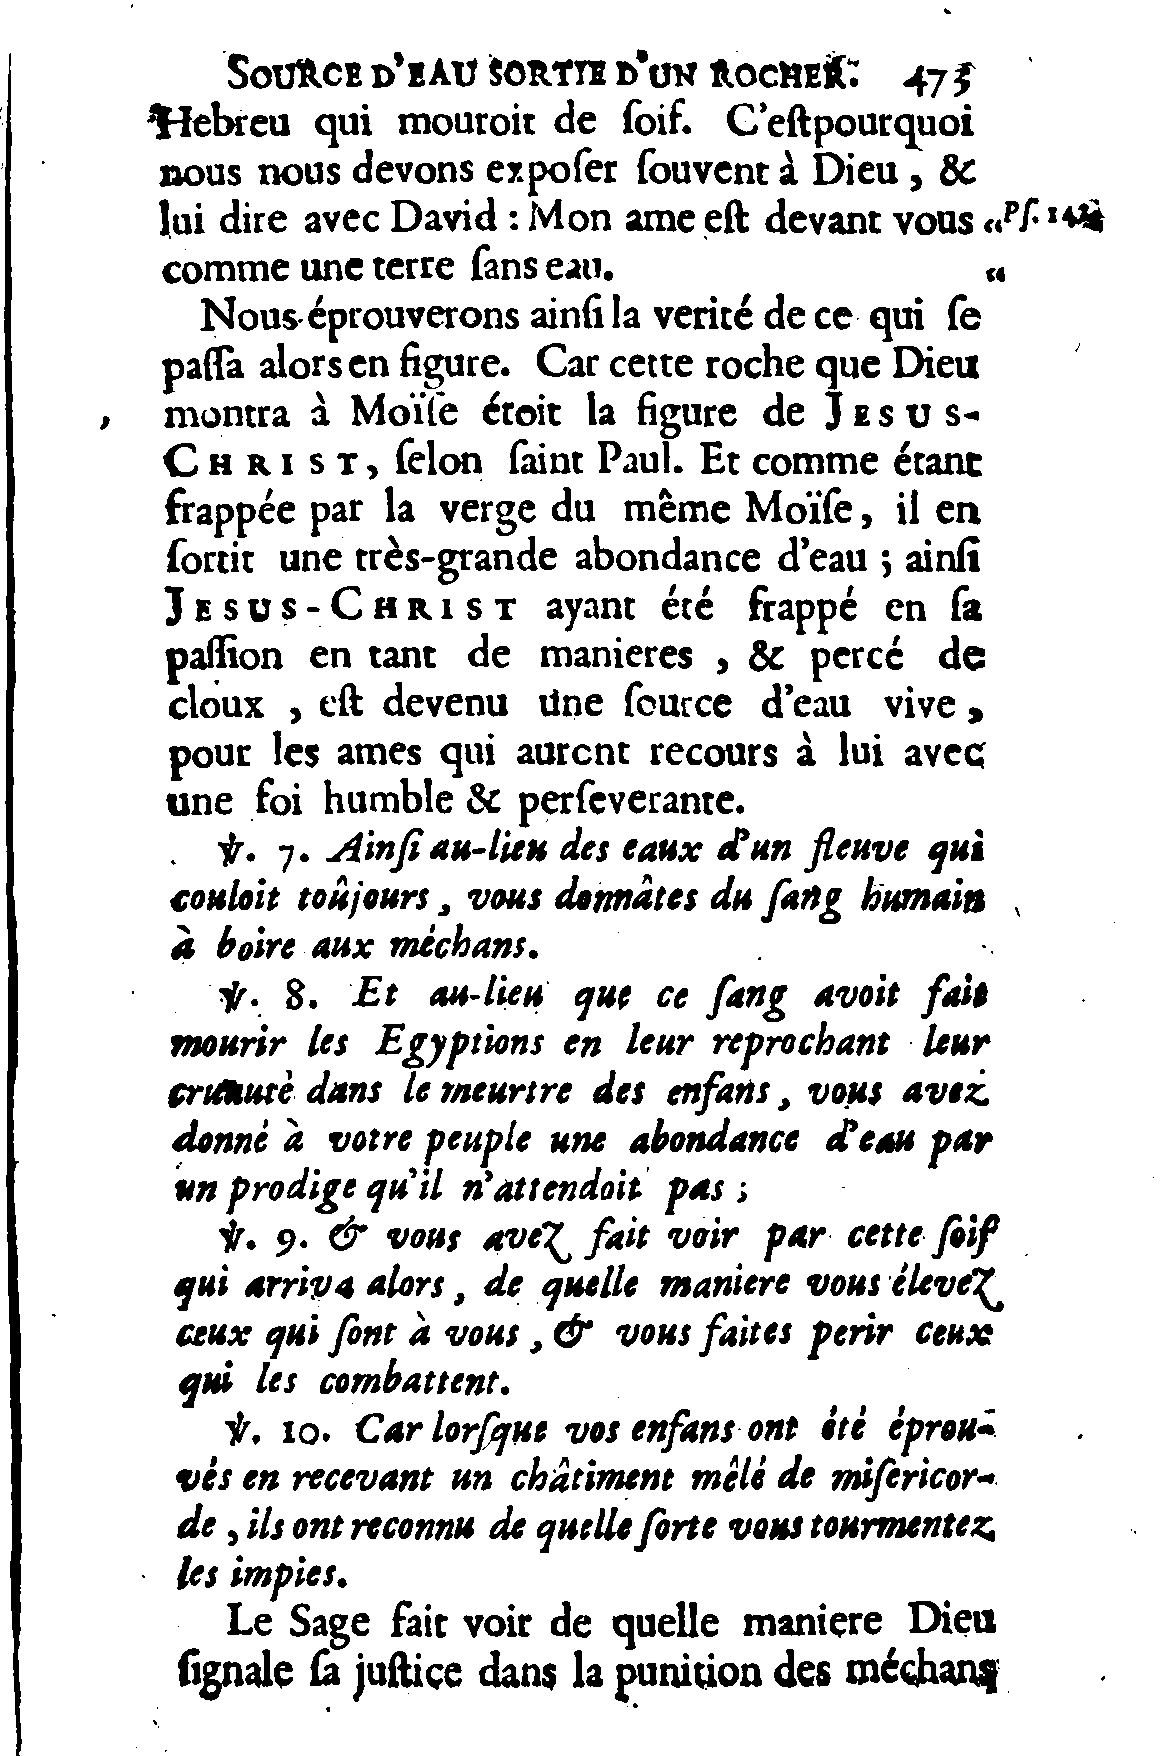 SOURCE D'EAU SORTIE D'UN ROCHER. 475
Hebreu qui mouroit de ſoif. C'eſtpourquoi
nous nous devons expoſer ſouvent à Dieu, &
lui dire avec David : Mon ame eſt devant vous “ Pſ. 142
comme une terre ſans eau. “
Nous éprouverons ainſi la verité de ce qui ſe
paſſa alors en figure. Car cette roche que Dieu
montra à Moïſe étoit la figure de JESUS-
CHRIST, ſelon ſaint Paul. Et comme étant
frappée par la verge du même Moïſe, il en
ſortit une très-grande abondance d'eau ; ainſi
JESUS-CHRIST ayant été frappé en ſa
paſſion en tant de manieres , & percé de
cloux , eſt devenu une ſource d'eau vive,
pour les ames qui auront recours à lui avec
une foi humble & perſeverante.
℣. 7. Ainſi au-lieu des eaux d'un fleuve qui
couloit toûjours, vous donnâtes du ſang humain
à boire aux méchans.
℣. 8. Et au-lieu que ce ſang avoit fait
mourir les Egyptions en leur reprochant leur
cruauté dans le meurtre des enfans, vous avez
donné à votre peuple une abondance d'eau par
un prodige qu'il n'attendoit pas ;
℣. 9. & vous avez fait voir par cette ſoif
qui arriva alors, de quelle maniere vous élevez
ceux qui ſont à vous, & vous faites perir ceux
qui les combattent.
℣. 10. Car lorſque vos enfans ont été éprou-
vés en recevant un châtiment mêlé de miſericor-
de, ils ont reconnu de quelle ſorte vous tourmentez
les impies.
Le Sage fait voir de quelle maniere Dieu
ſignale ſa juſtice dans la punition des méchans